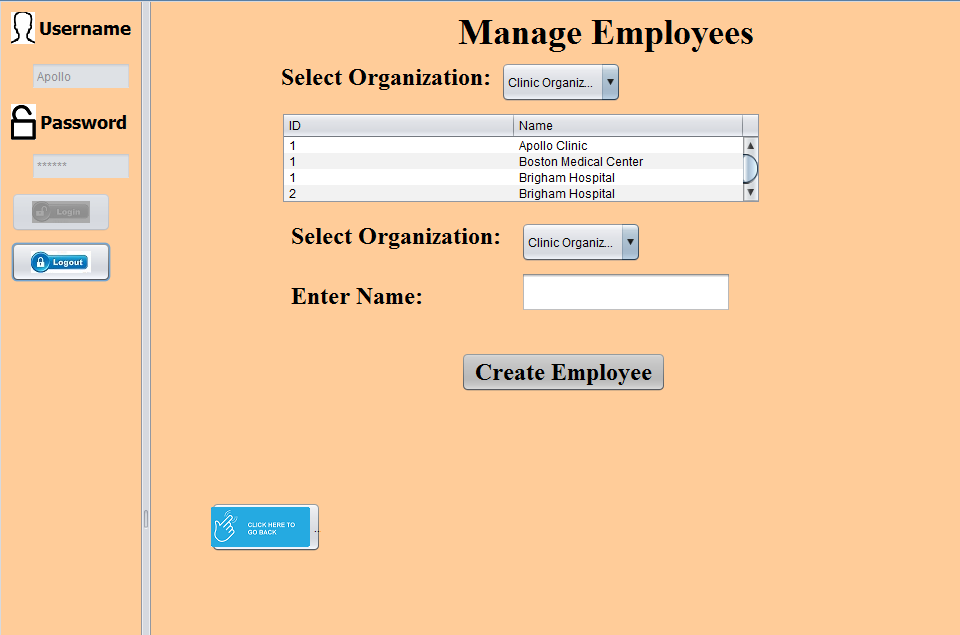 Username
Apollo
Password
******
Login
Logout
Manage Employees
Select Organization: Clinic Organiz...
ID Name
1 Apollo Clinic
1 Boston Medical Center
1 Brigham Hospital
2 Brigham Hospital
Select Organization: Clinic Organiz...
Enter Name:
Create Employee
CLICK HERE TO
GO BACK